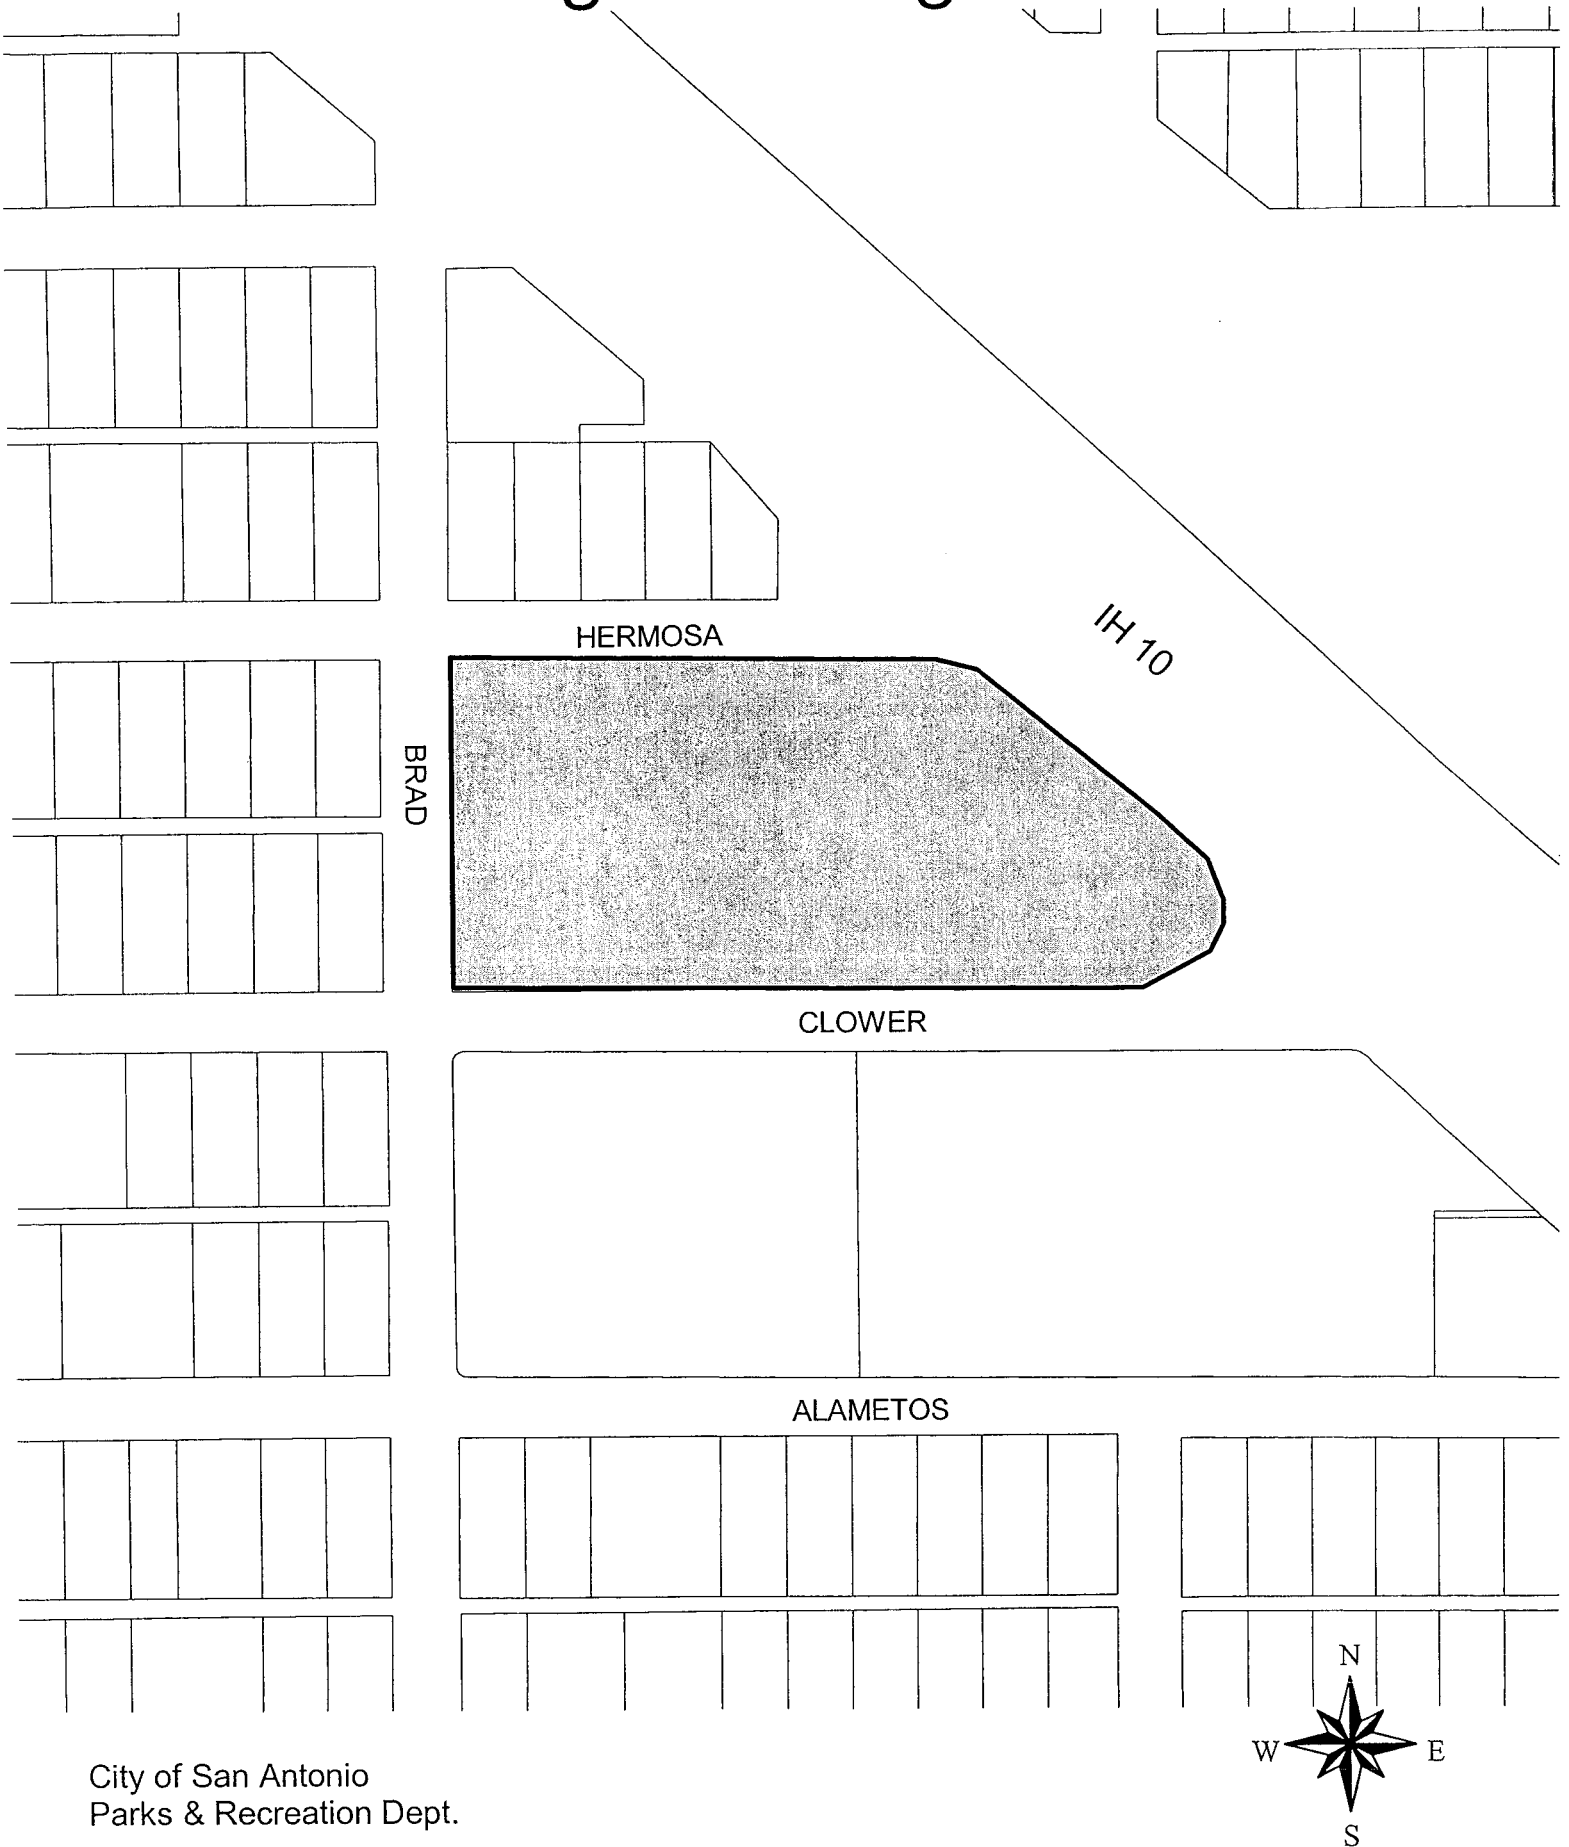 HERMOSA
IH 10
BRAD
CLOWER
ALAMETOS
N
W
E
S
City of San Antonio
Parks & Recreation Dept.